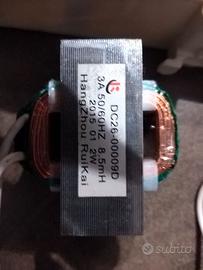 DC26-00009D
3A 50/60HZ 8.5mH
2015 01 2W
HangZhou RuiKai
subito